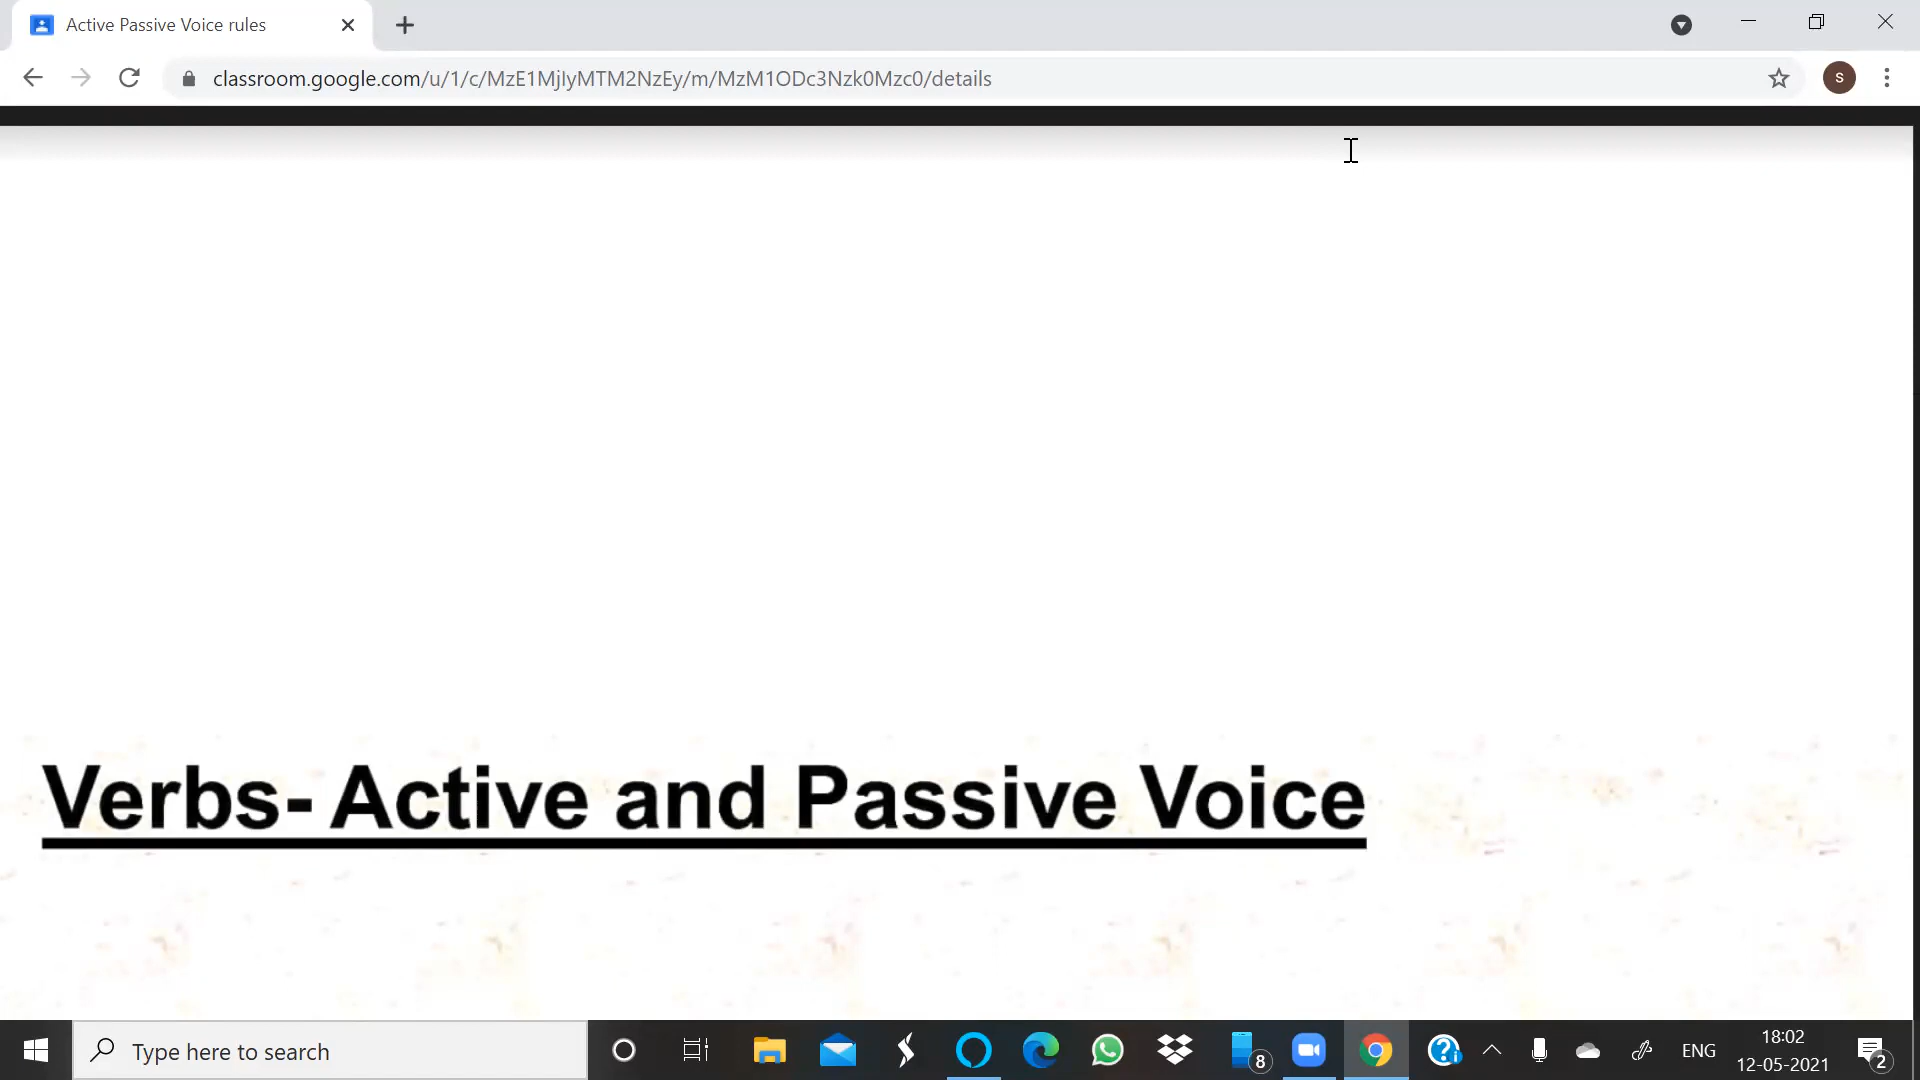 Active Passive Voice rules
classroom.google.com/u/1/c/MzE1MjIyMTM2NzEy/m/MzM1ODc3Nzk0Mzc0/details
S
Verbs- Active and Passive Voice
Type here to search
8
ENG
18:02
12-05-2021
2